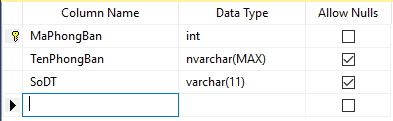 Column Name Data Type Allow Nulls
MaPhongBan int
TenPhongBan nvarchar(MAX)
SoDT varchar(11)